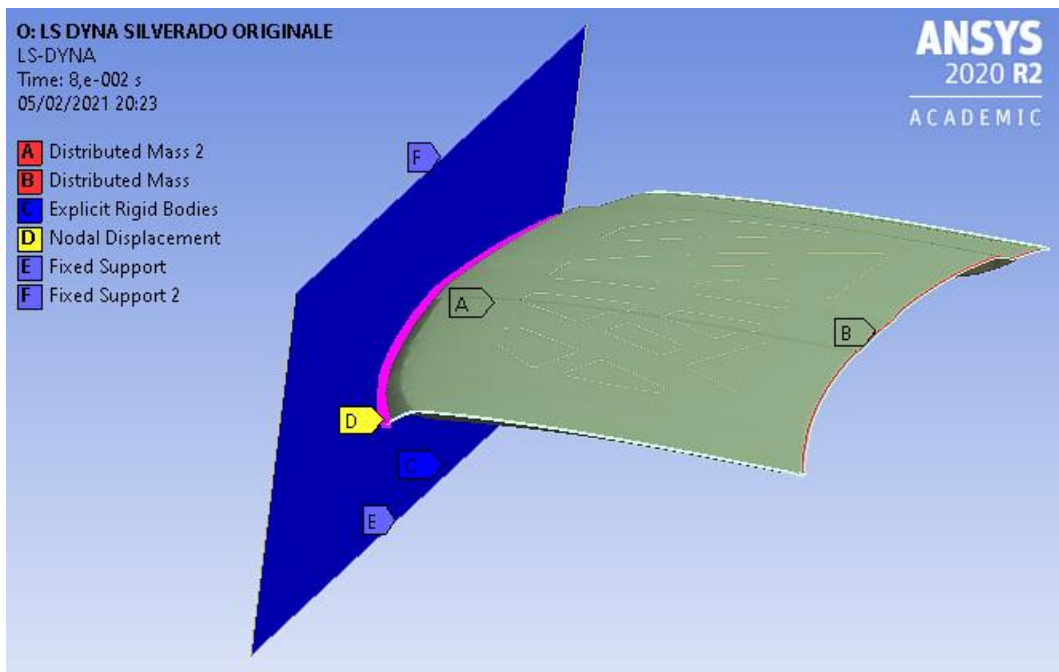 O: LS DYNA SILVERADO ORIGINALE
LS-DYNA
Time: 8,e-002 s
05/02/2021 20:23
A Distributed Mass 2
B Distributed Mass
C Explicit Rigid Bodies
D Nodal Displacement
E Fixed Support
F Fixed Support 2
ANSYS
2020 R2
ACADEMIC
F
A
B
D
C
E